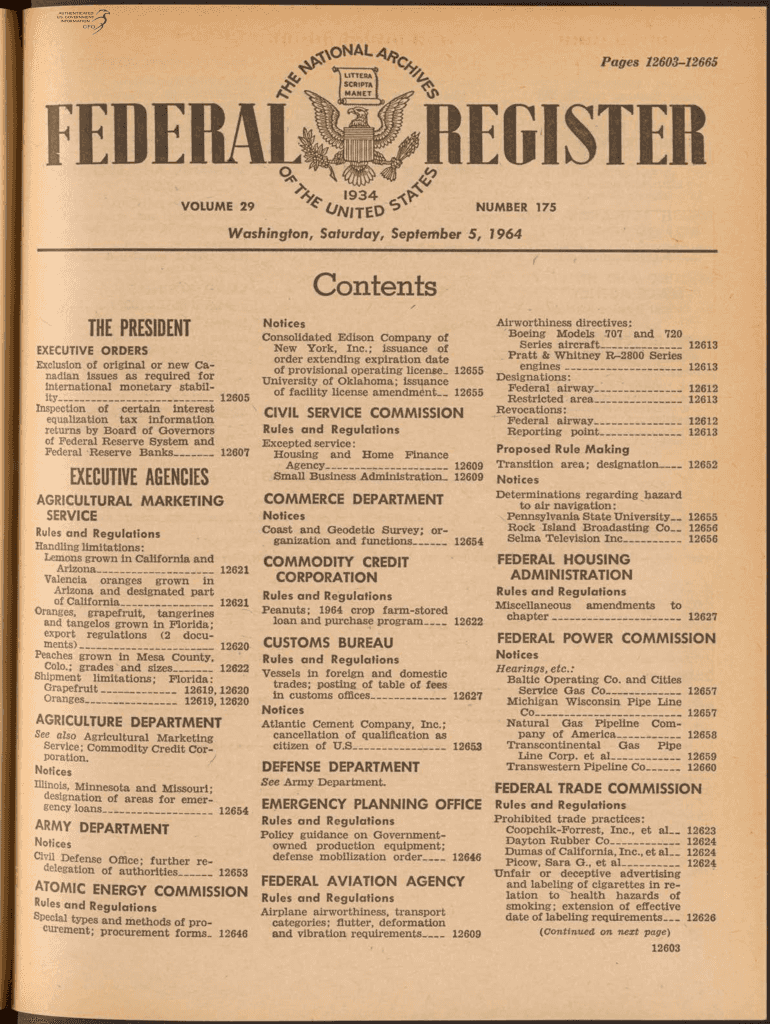 AUTHENTICATED
U.S. GOVERNMENT
INFORMATION
GPO
Pages 12603–12665
THE NATIONAL ARCHIVES
LITTERA
SCRIPTA
MANET
FEDERAL REGISTER
1934
OF THE UNITED STATES
VOLUME 29
NUMBER 175
Washington, Saturday, September 5, 1964
Contents
THE PRESIDENT
EXECUTIVE ORDERS
Exclusion of original or new Ca-
nadian issues as required for
international monetary stabil-
ity 12605
Inspection of certain interest
equalization tax information
returns by Board of Governors
of Federal Reserve System and
Federal Reserve Banks 12607
EXECUTIVE AGENCIES
AGRICULTURAL MARKETING
SERVICE
Rules and Regulations
Handling limitations:
Lemons grown in California and
Arizona 12621
Valencia oranges grown in
Arizona and designated part
of California 12621
Oranges, grapefruit, tangerines
and tangelos grown in Florida;
export regulations (2 docu-
ments) 12620
Peaches grown in Mesa County,
Colo.; grades and sizes 12622
Shipment limitations; Florida:
Grapefruit 12619, 12620
Oranges 12619, 12620
AGRICULTURE DEPARTMENT
See also Agricultural Marketing
Service; Commodity Credit Cor-
poration.
Notices
Illinois, Minnesota and Missouri;
designation of areas for emer-
gency loans 12654
ARMY DEPARTMENT
Notices
Civil Defense Office; further re-
delegation of authorities 12653
ATOMIC ENERGY COMMISSION
Rules and Regulations
Special types and methods of pro-
curement; procurement forms 12646
Notices
Consolidated Edison Company of
New York, Inc.; issuance of
order extending expiration date
of provisional operating license 12655
University of Oklahoma; issuance
of facility license amendment 12655
CIVIL SERVICE COMMISSION
Rules and Regulations
Excepted service:
Housing and Home Finance
Agency 12609
Small Business Administration 12609
COMMERCE DEPARTMENT
Notices
Coast and Geodetic Survey; or-
ganization and functions 12654
COMMODITY CREDIT
CORPORATION
Rules and Regulations
Peanuts; 1964 crop farm-stored
loan and purchase program 12622
CUSTOMS BUREAU
Rules and Regulations
Vessels in foreign and domestic
trades; posting of table of fees
in customs offices 12627
Notices
Atlantic Cement Company, Inc.;
cancellation of qualification as
citizen of U.S. 12653
DEFENSE DEPARTMENT
See Army Department.
EMERGENCY PLANNING OFFICE
Rules and Regulations
Policy guidance on Government-
owned production equipment;
defense mobilization order 12646
FEDERAL AVIATION AGENCY
Rules and Regulations
Airplane airworthiness, transport
categories; flutter, deformation
and vibration requirements 12609
Airworthiness directives:
Boeing Models 707 and 720
Series aircraft 12613
Pratt & Whitney R–2800 Series
engines 12613
Designations:
Federal airway 12612
Restricted area 12613
Revocations:
Federal airway 12612
Reporting point 12613
Proposed Rule Making
Transition area; designation 12652
Notices
Determinations regarding hazard
to air navigation:
Pennsylvania State University 12655
Rock Island Broadcasting Co 12656
Selma Television Inc 12656
FEDERAL HOUSING
ADMINISTRATION
Rules and Regulations
Miscellaneous amendments to
chapter 12627
FEDERAL POWER COMMISSION
Notices
Hearings, etc.:
Baltic Operating Co. and Cities
Service Gas Co 12657
Michigan Wisconsin Pipe Line
Co 12657
Natural Gas Pipeline Com-
pany of America 12658
Transcontinental Gas Pipe
Line Corp. et al 12659
Transwestern Pipeline Co 12660
FEDERAL TRADE COMMISSION
Rules and Regulations
Prohibited trade practices:
Coopchik-Forrest, Inc., et al 12623
Dayton Rubber Co 12624
Dumas of California, Inc., et al 12624
Picow, Sara G., et al 12624
Unfair or deceptive advertising
and labeling of cigarettes in re-
lation to health hazards of
smoking; extension of effective
date of labeling requirements 12626
(Continued on next page)
12603